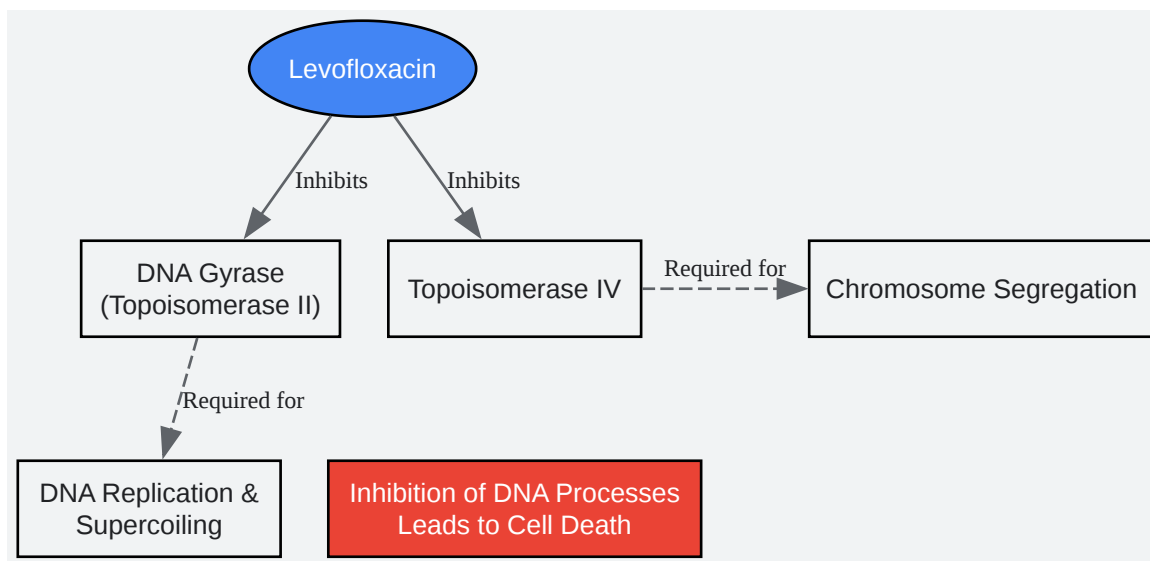 Levofloxacin
Inhibits
Inhibits
DNA Gyrase
(Topoisomerase II)
Topoisomerase IV
Required for
Chromosome Segregation
Required for
DNA Replication &
Supercoiling
Inhibition of DNA Processes
Leads to Cell Death